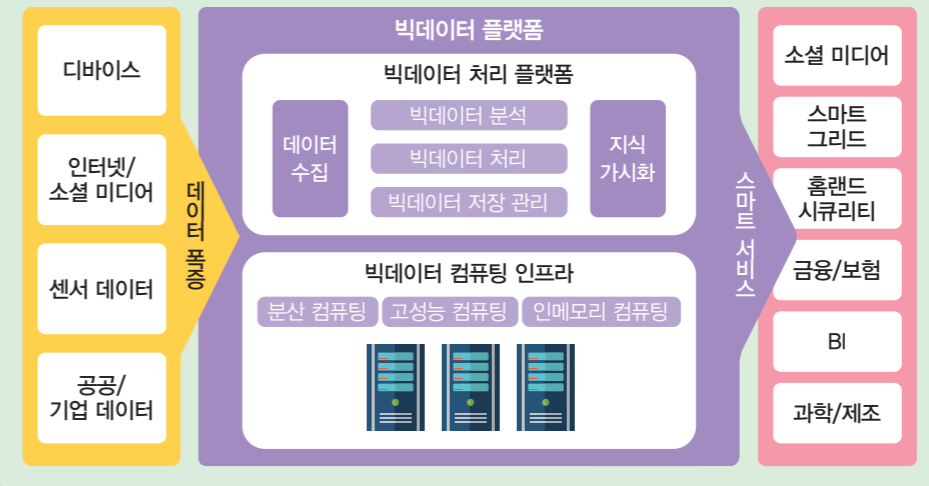 디바이스
인터넷/
소셜 미디어
센서 데이터
공공/
기업 데이터
데이터 폭증
빅데이터 플랫폼
빅데이터 처리 플랫폼
데이터
수집
빅데이터 분석
빅데이터 처리
빅데이터 저장 관리
지식
가시화
빅데이터 컴퓨팅 인프라
분산 컴퓨팅
고성능 컴퓨팅
인메모리 컴퓨팅
스마트 서비스
소셜 미디어
스마트
그리드
홈랜드
시큐리티
금융/보험
BI
과학/제조